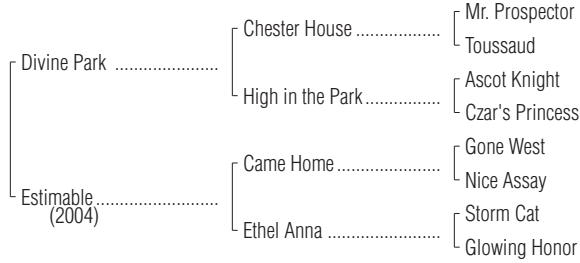 Mr. Prospector
Chester House ..................
Toussaud
Divine Park ......................
Ascot Knight
High in the Park................
Czar's Princess
Gone West
Came Home ......................
Nice Assay
Estimable..........................
(2004)
Storm Cat
Ethel Anna ........................
Glowing Honor